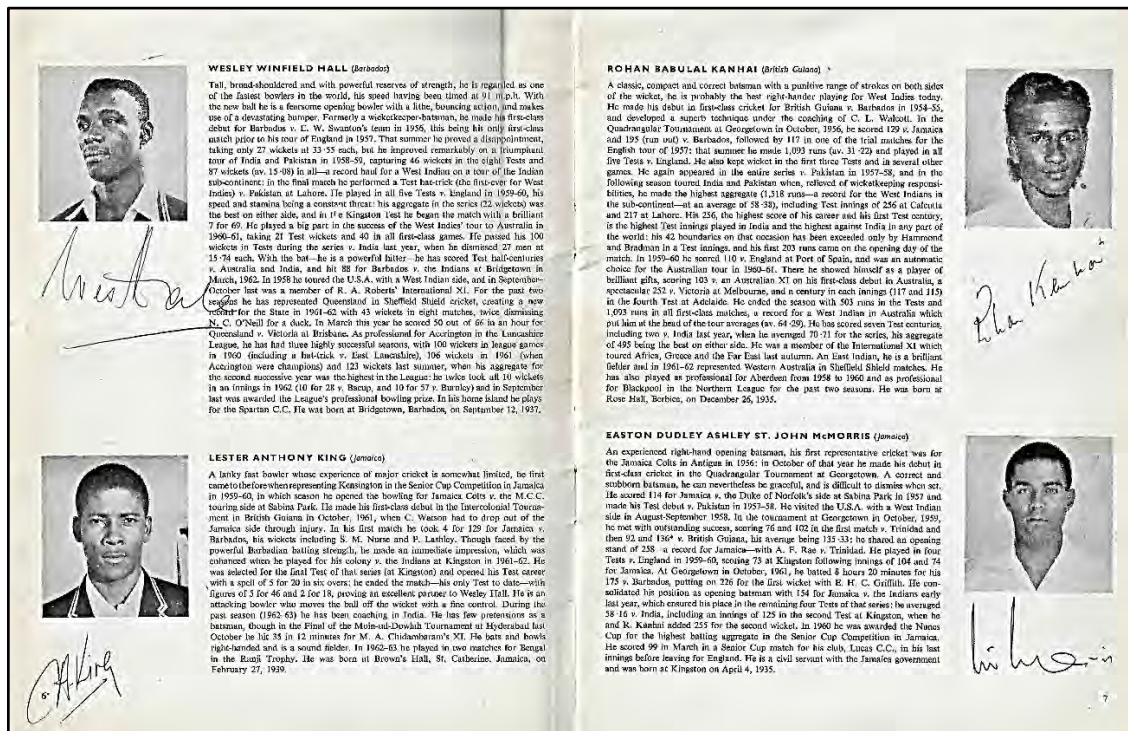 WESLEY WINFIELD HALL (Barbados)
Tall, broad-shouldered and with powerful reserves of strength, he is regarded as one
of the fastest bowlers in the world, his speed having been timed at 91 m.p.h. With
the new ball he is a fearsome opening bowler with a lithe, bouncing action, and makes
use of a devastating bumper. Formerly a wicketkeeper-batsman, he made his first-class
debut for Barbados v. E. W. Swanton's team in 1956, this being his only first-class
match prior to his tour of England in 1957. That summer he proved a disappointment,
taking only 27 wickets at 33·55 each, but he improved remarkably on a triumphant
tour of India and Pakistan in 1958-59, capturing 46 wickets in the eight Tests and
87 wickets (av. 15·08) in all—a record haul for a West Indian on a tour of the Indian
sub-continent: in the final match he performed a Test hat-trick (the first-ever for West
Indies) v. Pakistan at Lahore. He played in all five Tests v. England in 1959-60, his
speed and stamina being a constant threat: his aggregate in the series (22 wickets) was
the best on either side, and in the Kingston Test he began the match with a brilliant
7 for 69. He played a big part in the success of the West Indies' tour to Australia in
1960-61, taking 21 Test wickets and 40 in all first-class games. He passed his 100
wickets in Tests during the series v. India last year, when he dismissed 27 men at
15·74 each. With the bat—he is a powerful hitter—he has scored Test half-centuries
v. Australia and India, and hit 88 for Barbados v. the Indians at Bridgetown in
March, 1962. In 1958 he toured the U.S.A. with a West Indian side, and in September-
October last was a member of R. A. Roberts' International XI. For the past two
seasons he has represented Queensland in Sheffield Shield cricket, creating a new
record for the State in 1961-62 with 43 wickets in eight matches, twice dismissing
N. C. O'Neill for a duck. In March this year he scored 50 out of 66 in an hour for
Queensland v. Victoria at Brisbane. As professional for Accrington in the Lancashire
League, he has had three highly successful seasons, with 100 wickets in league games
in 1960 (including a hat-trick v. East Lancashire), 106 wickets in 1961 (when
Accrington were champions) and 123 wickets last summer, when his aggregate for
the second successive year was the highest in the League: he twice took all 10 wickets
in an innings in 1962 (10 for 28 v. Bacup, and 10 for 57 v. Burnley) and in September
last was awarded the League's professional bowling prize. In his home island he plays
for the Spartan C.C. He was born at Bridgetown, Barbados, on September 12, 1937.
Wes Hall
LESTER ANTHONY KING (Jamaica)
A lanky fast bowler whose experience of major cricket is somewhat limited, he first
came to the fore when representing Kensington in the Senior Cup Competition in Jamaica
in 1959-60, in which season he opened the bowling for Jamaica Colts v. the M.C.C.
touring side at Sabina Park. He made his first-class debut in the Intercolonial Tourna-
ment in British Guiana in October, 1961, when C. Watson had to drop out of the
Jamaica side through injury. In his first match he took 4 for 129 for Jamaica v.
Barbados, his wickets including S. M. Nurse and P. Lashley. Though faced by the
powerful Barbadian batting strength, he made an immediate impression, which was
enhanced when he played for his colony v. the Indians at Kingston in 1961-62. He
was selected for the final Test of that series (at Kingston) and opened his Test career
with a spell of 5 for 20 in six overs: he ended the match—his only Test to date—with
figures of 5 for 46 and 2 for 18, proving an excellent partner to Wesley Hall. He is an
attacking bowler who moves the ball off the wicket with a fine control. During the
past season (1962-63) he has been coaching in India. He has few pretensions as a
batsman, though in the Final of the Moin-ud-Dowlah Tournament at Hyderabad last
October he hit 35 in 12 minutes for M. A. Chidambaram's XI. He bats and bowls
right-handed and is a sound fielder. In 1962-63 he played in two matches for Bengal
in the Ranji Trophy. He was born at Brown's Hall, St. Catherine, Jamaica, on
February 27, 1939.
LA King
6
ROHAN BABULAL KANHAI (British Guiana)
A classic, compact and correct batsman with a punitive range of strokes on both sides
of the wicket, he is probably the best right-hander playing for West Indies today.
He made his debut in first-class cricket for British Guiana v. Barbados in 1954-55,
and developed a superb technique under the coaching of C. L. Walcott. In the
Quadrangular Tournament at Georgetown in October, 1956, he scored 129 v. Jamaica
and 195 (run out) v. Barbados, followed by 117 in one of the trial matches for the
English tour of 1957: that summer he made 1,093 runs (av. 31·22) and played in all
five Tests v. England. He also kept wicket in the first three Tests and in several other
games. He again appeared in the entire series v. Pakistan in 1957-58, and in the
following season toured India and Pakistan when, relieved of wicketkeeping responsi-
bilities, he made the highest aggregate (1,518 runs—a record for the West Indians in
the sub-continent—at an average of 58·38), including Test innings of 256 at Calcutta
and 217 at Lahore. His 256, the highest score of his career and his first Test century,
is the highest Test innings played in India and the highest against India in any part of
the world: his 42 boundaries on that occasion has been exceeded only by Hammond
and Bradman in a Test innings, and his first 203 runs came on the opening day of the
match. In 1959-60 he scored 110 v. England at Port of Spain, and was an automatic
choice for the Australian tour in 1960-61. There he showed himself as a player of
brilliant gifts, scoring 103 v. an Australian XI on his first-class debut in Australia, a
spectacular 252 v. Victoria at Melbourne, and a century in each innings (117 and 115)
in the fourth Test at Adelaide. He ended the season with 503 runs in the Tests and
1,093 runs in all first-class matches, a record for a West Indian in Australia which
put him at the head of the tour averages (av. 64·29). He has scored seven Test centuries,
including two v. India last year, when he averaged 70·71 for the series, his aggregate
of 495 being the best on either side. He was a member of the International XI which
toured Africa, Greece and the Far East last autumn. An East Indian, he is a brilliant
fielder and in 1961-62 represented Western Australia in Sheffield Shield matches. He
has also played as professional for Aberdeen from 1958 to 1960 and as professional
for Blackpool in the Northern League for the past two seasons. He was born at
Rose Hall, Berbice, on December 26, 1935.
Rohan Kanhai
EASTON DUDLEY ASHLEY ST. JOHN McMORRIS (Jamaica)
An experienced right-hand opening batsman, his first representative cricket was for
the Jamaica Colts in Antigua in 1956: in October of that year he made his debut in
first-class cricket in the Quadrangular Tournament at Georgetown. A correct and
stubborn batsman, he can nevertheless be graceful, and is difficult to dismiss when set.
He scored 114 for Jamaica v. the Duke of Norfolk's side at Sabina Park in 1957 and
made his Test debut v. Pakistan in 1957-58. He visited the U.S.A. with a West Indian
side in August-September 1958. In the tournament at Georgetown in October, 1959,
he met with outstanding success, scoring 76 and 102 in the first match v. Trinidad and
then 92 and 136* v. British Guiana, his average being 135·33: he shared an opening
stand of 258—a record for Jamaica—with A. F. Rae v. Trinidad. He played in four
Tests v. England in 1959-60, scoring 73 at Kingston following innings of 104 and 74
for Jamaica. At Georgetown in October, 1961, he batted 8 hours 20 minutes for his
175 v. Barbados, putting on 226 for the first wicket with E. H. C. Griffith. He con-
solidated his position as opening batsman with 154 for Jamaica v. the Indians early
last year, which ensured his place in the remaining four Tests of that series: he averaged
58·16 v. India, including an innings of 125 in the second Test at Kingston, when he
and R. Kanhai added 255 for the second wicket. In 1960 he was awarded the Nunes
Cup for the highest batting aggregate in the Senior Cup Competition in Jamaica.
He scored 99 in March in a Senior Cup match for his club, Lucas C.C., in his last
innings before leaving for England. He is a civil servant with the Jamaica government
and was born at Kingston on April 4, 1935.
7